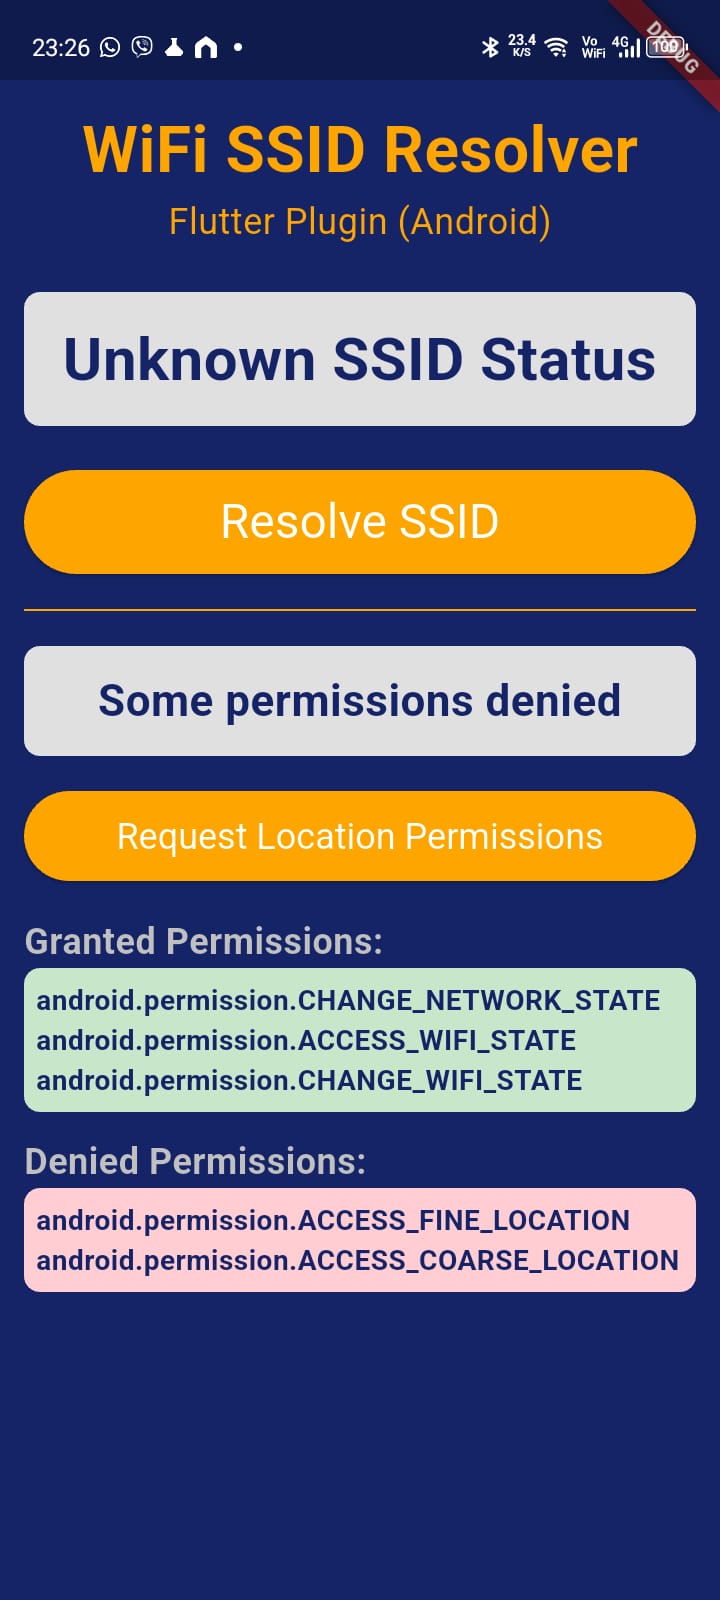 23:26
23.4
K/S
Vo
WiFi
4G
100
DEBUG
WiFi SSID Resolver
Flutter Plugin (Android)
Unknown SSID Status
Resolve SSID
Some permissions denied
Request Location Permissions
Granted Permissions:
android.permission.CHANGE_NETWORK_STATE
android.permission.ACCESS_WIFI_STATE
android.permission.CHANGE_WIFI_STATE
Denied Permissions:
android.permission.ACCESS_FINE_LOCATION
android.permission.ACCESS_COARSE_LOCATION